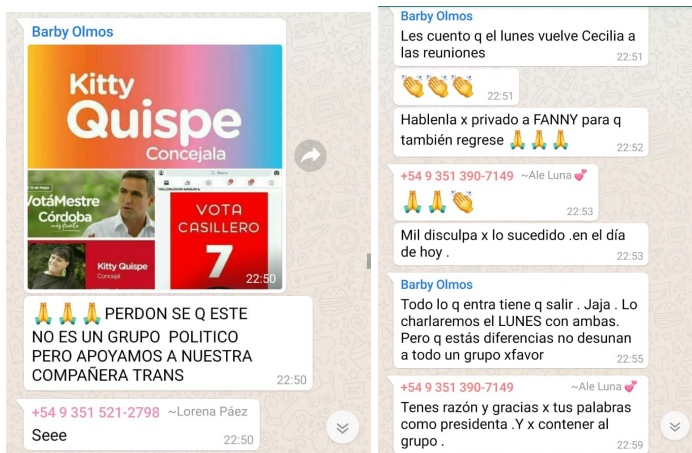 Barby Olmos
Kitty
Quispe
Concejala
VotáMestre
Córdoba
Kitty Quispe
Concejal
VOTA
CASILLERO
7
22:50
🙏🙏🙏PERDON SE Q ESTE
NO ES UN GRUPO POLITICO
PERO APOYAMOS A NUESTRA
COMPAÑERA TRANS
22:50
+54 9 351 521-2798 ~Lorena Páez
Seee
22:50
Barby Olmos
Les cuento q el lunes vuelve Cecilia a
las reuniones
22:51
👏👏👏
22:51
Hablenla x privado a FANNY para q
también regrese 🙏🙏🙏
22:52
+54 9 351 390-7149 ~Ale Luna 💕
🙏🙏👏
22:53
Mil disculpa x lo sucedido .en el día
de hoy .
22:53
Barby Olmos
Todo lo q entra tiene q salir . Jaja . Lo
charlaremos el LUNES con ambas.
Pero q estás diferencias no desunan
a todo un grupo xfavor
22:55
+54 9 351 390-7149 ~Ale Luna 💕
Tenes razón y gracias x tus palabras
como presidenta .Y x contener al
grupo .
22:59